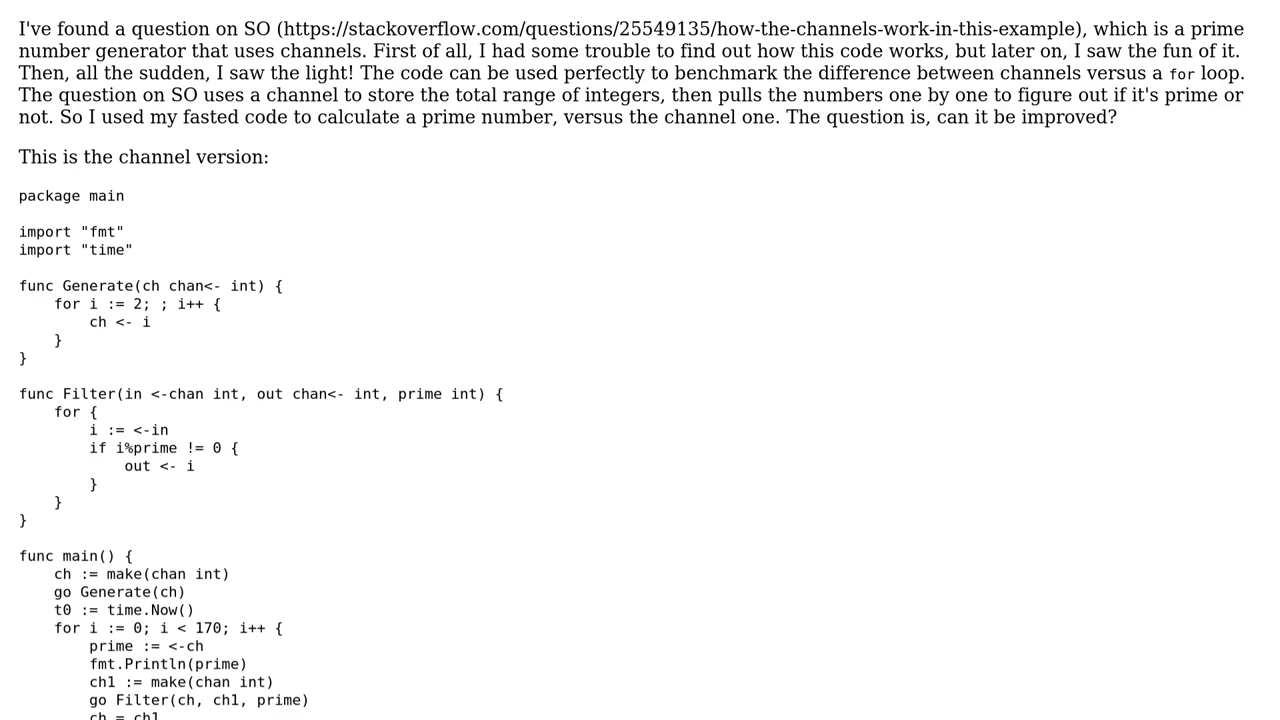 I've found a question on SO (https://stackoverflow.com/questions/25549135/how-the-channels-work-in-this-example), which is a prime
number generator that uses channels. First of all, I had some trouble to find out how this code works, but later on, I saw the fun of it.
Then, all the sudden, I saw the light! The code can be used perfectly to benchmark the difference between channels versus a for loop.
The question on SO uses a channel to store the total range of integers, then pulls the numbers one by one to figure out if it's prime or
not. So I used my fasted code to calculate a prime number, versus the channel one. The question is, can it be improved?
This is the channel version:
package main
import "fmt"
import "time"
func Generate(ch chan<- int) {
    for i := 2; ; i++ {
        ch <- i
    }
}
func Filter(in <-chan int, out chan<- int, prime int) {
    for {
        i := <-in
        if i%prime != 0 {
            out <- i
        }
    }
}
func main() {
    ch := make(chan int)
    go Generate(ch)
    t0 := time.Now()
    for i := 0; i < 170; i++ {
        prime := <-ch
        fmt.Println(prime)
        ch1 := make(chan int)
        go Filter(ch, ch1, prime)
        ch = ch1